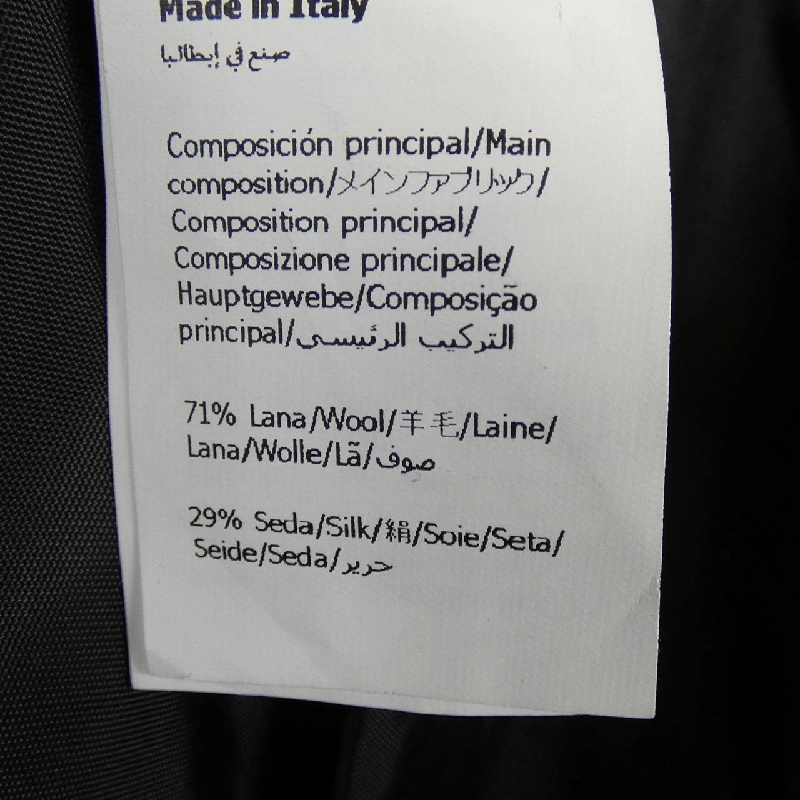 Made in Italy
صنع في إيطاليا
Composición principal/Main
composition/メインファブリック/
Composition principal/
Composizione principale/
Hauptgewebe/Composição
principal/التركيب الرئيسى
71% Lana/Wool/羊毛/Laine/
Lana/Wolle/Lã/صوف
29% Seda/Silk/絹/Soie/Seta/
Seide/Seda/حرير